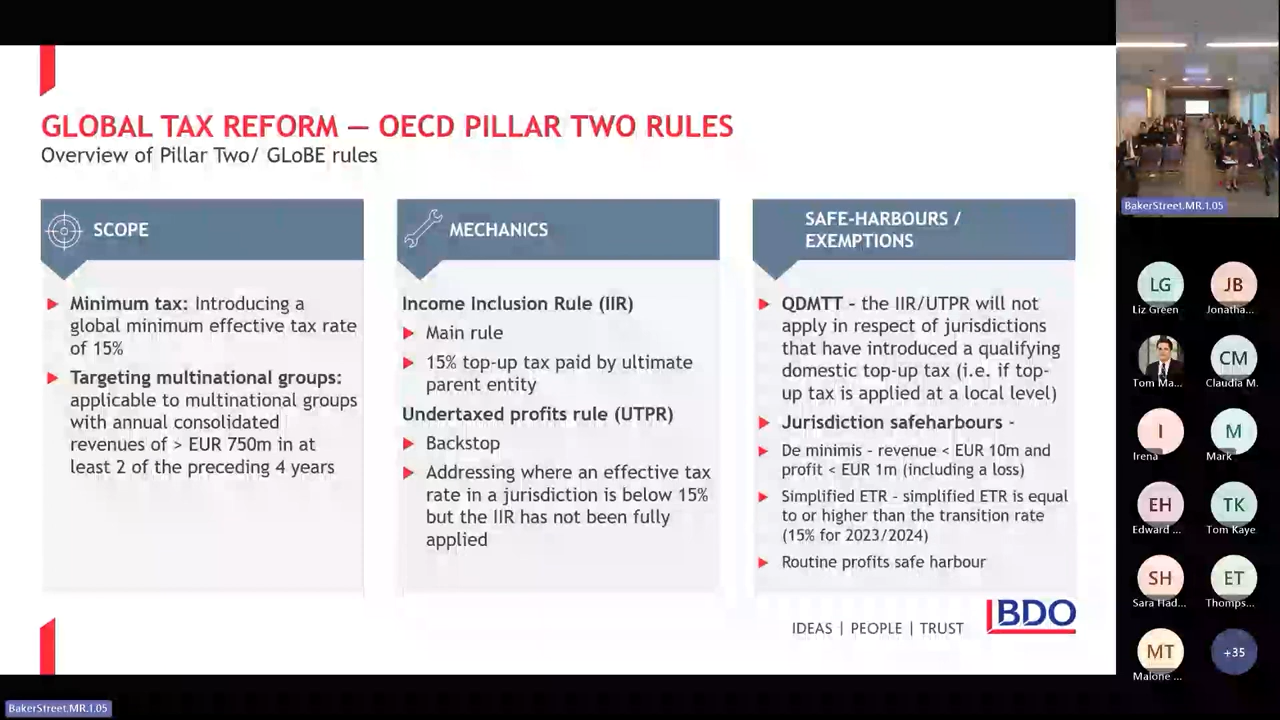 GLOBAL TAX REFORM — OECD PILLAR TWO RULES
Overview of Pillar Two/ GLoBE rules
SCOPE
Minimum tax: Introducing a
global minimum effective tax rate
of 15%
Targeting multinational groups:
applicable to multinational groups
with annual consolidated
revenues of > EUR 750m in at
least 2 of the preceding 4 years
MECHANICS
Income Inclusion Rule (IIR)
Main rule
15% top-up tax paid by ultimate
parent entity
Undertaxed profits rule (UTPR)
Backstop
Addressing where an effective tax
rate in a jurisdiction is below 15%
but the IIR has not been fully
applied
SAFE-HARBOURS /
EXEMPTIONS
QDMTT - the IIR/UTPR will not
apply in respect of jurisdictions
that have introduced a qualifying
domestic top-up tax (i.e. if top-
up tax is applied at a local level)
Jurisdiction safeharbours -
De minimis - revenue < EUR 10m and
profit < EUR 1m (including a loss)
Simplified ETR - simplified ETR is equal
to or higher than the transition rate
(15% for 2023/2024)
Routine profits safe harbour
IDEAS | PEOPLE | TRUST
BDO
BakerStreet.MR.1.05
BakerStreet.MR.1.05
LG
Liz Green
JB
Jonatha...
Tom Ma...
CM
Claudia M.
I
Irena
M
Mark
EH
Edward ...
TK
Tom Kaye
SH
Sara Had...
ET
Thomps...
MT
Malone ...
+35